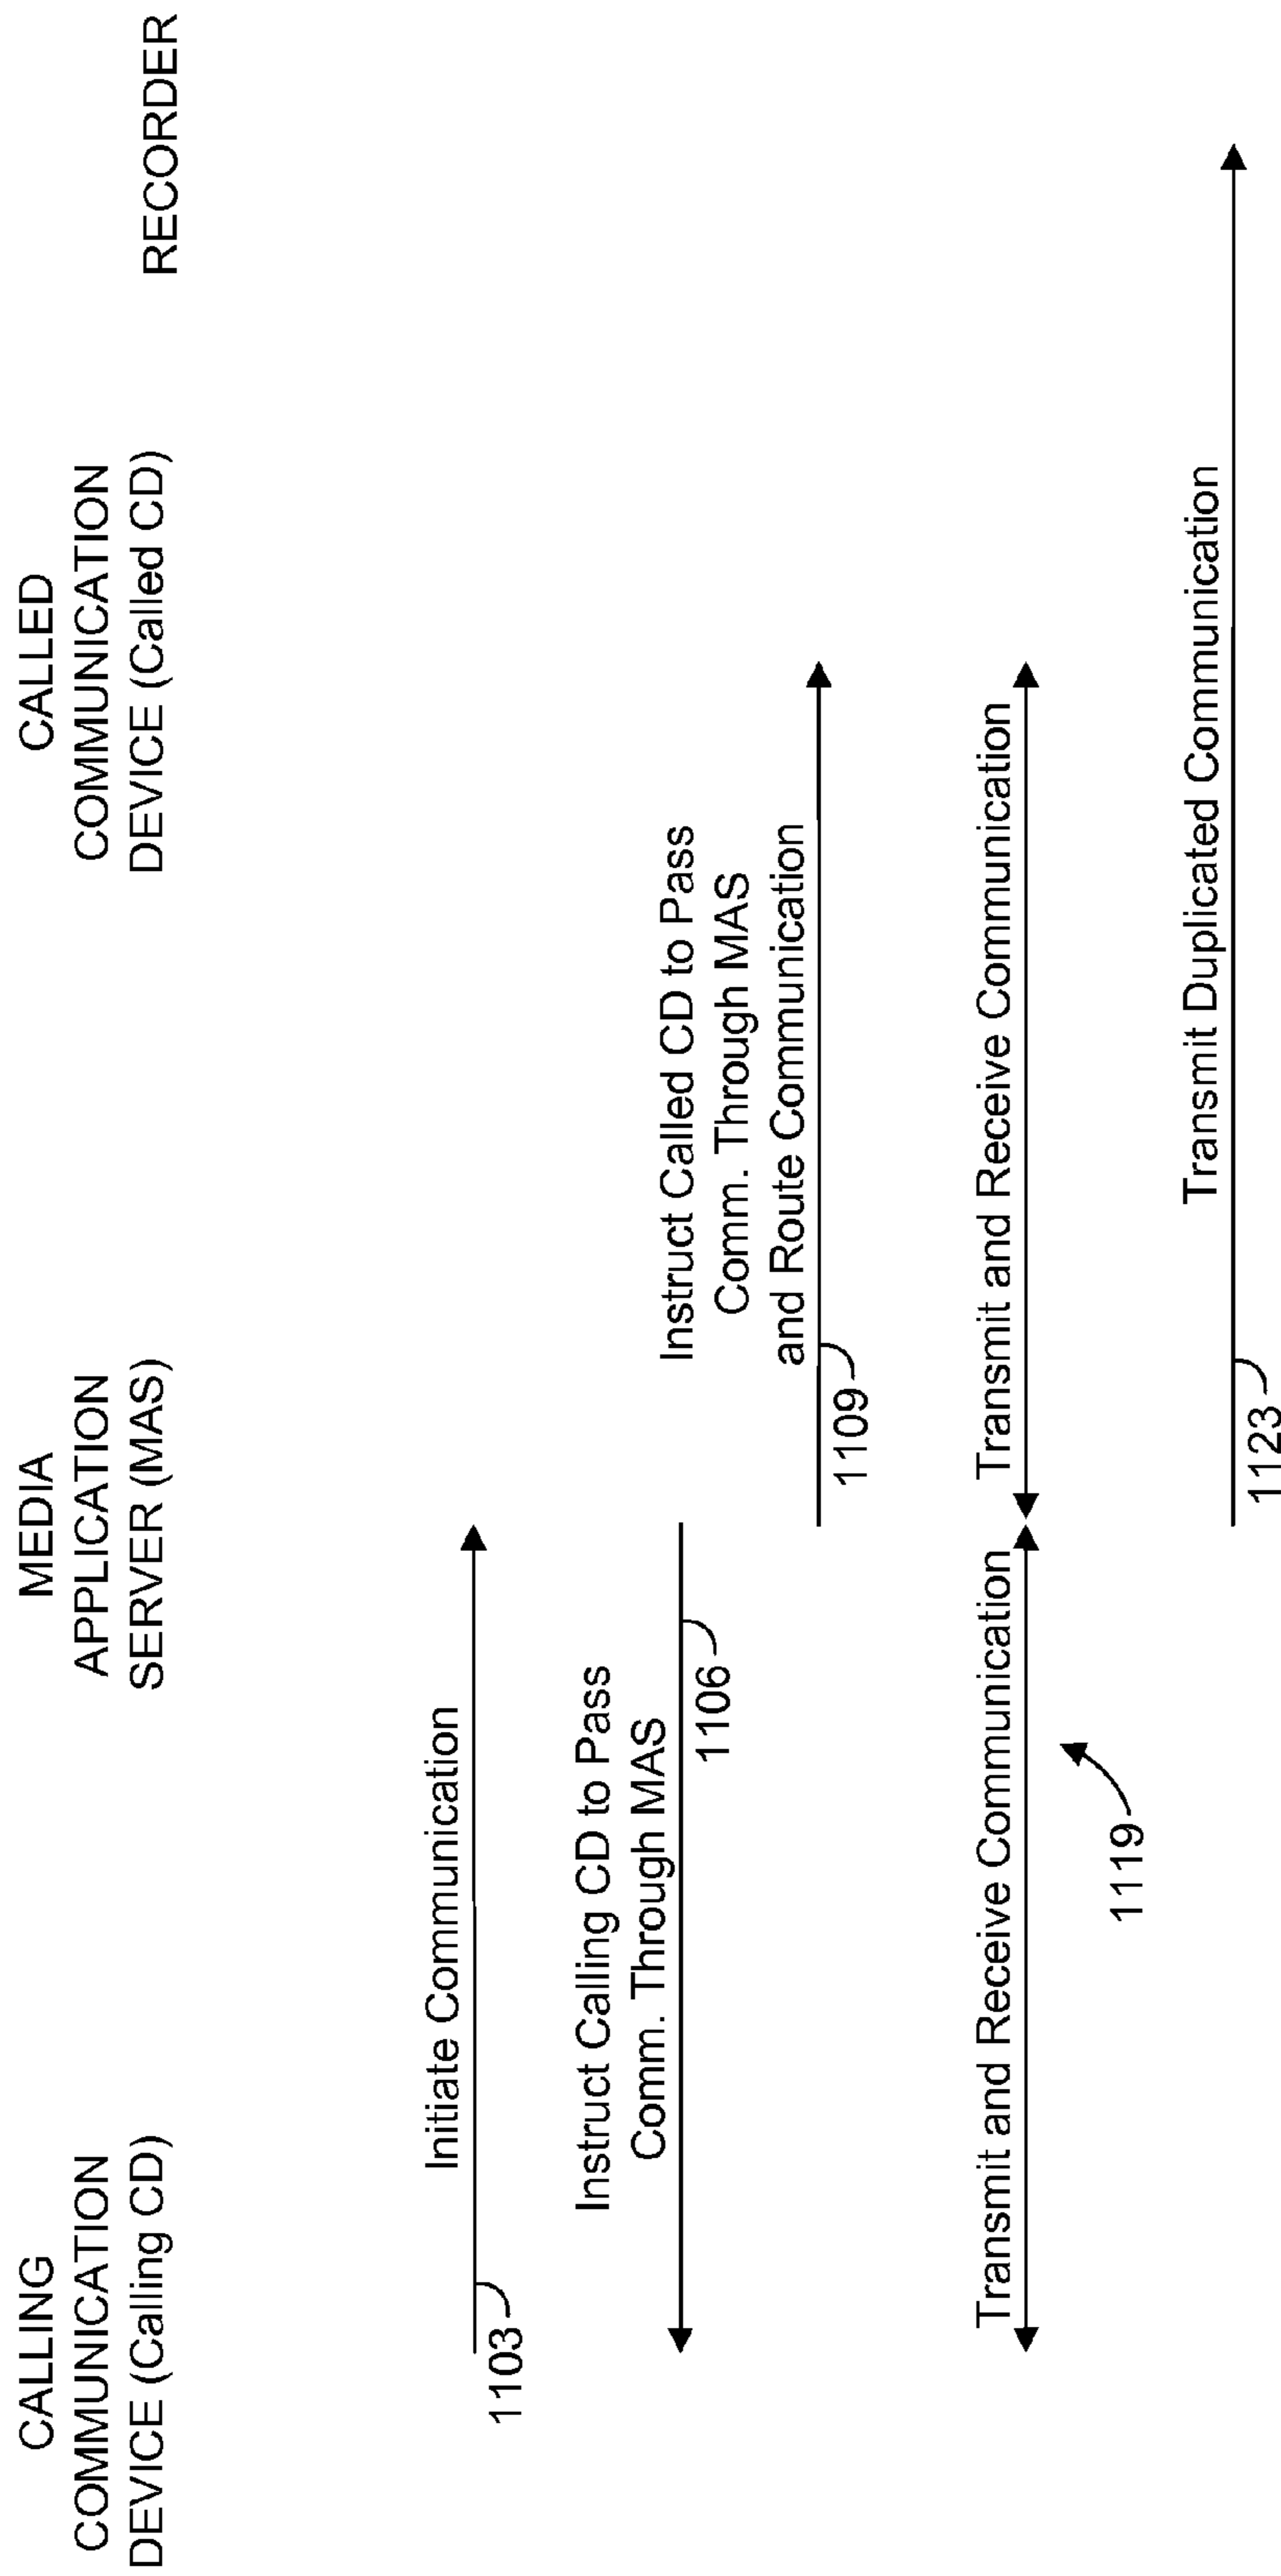 CALLING
COMMUNICATION
DEVICE (Calling CD)
MEDIA
APPLICATION
SERVER (MAS)
CALLED
COMMUNICATION
DEVICE (Called CD)
RECORDER
Initiate Communication
1103
Instruct Calling CD to Pass
Comm. Through MAS
1106
Instruct Called CD to Pass
Comm. Through MAS
and Route Communication
1109
Transmit and Receive Communication
Transmit and Receive Communication
1119
Transmit Duplicated Communication
1123